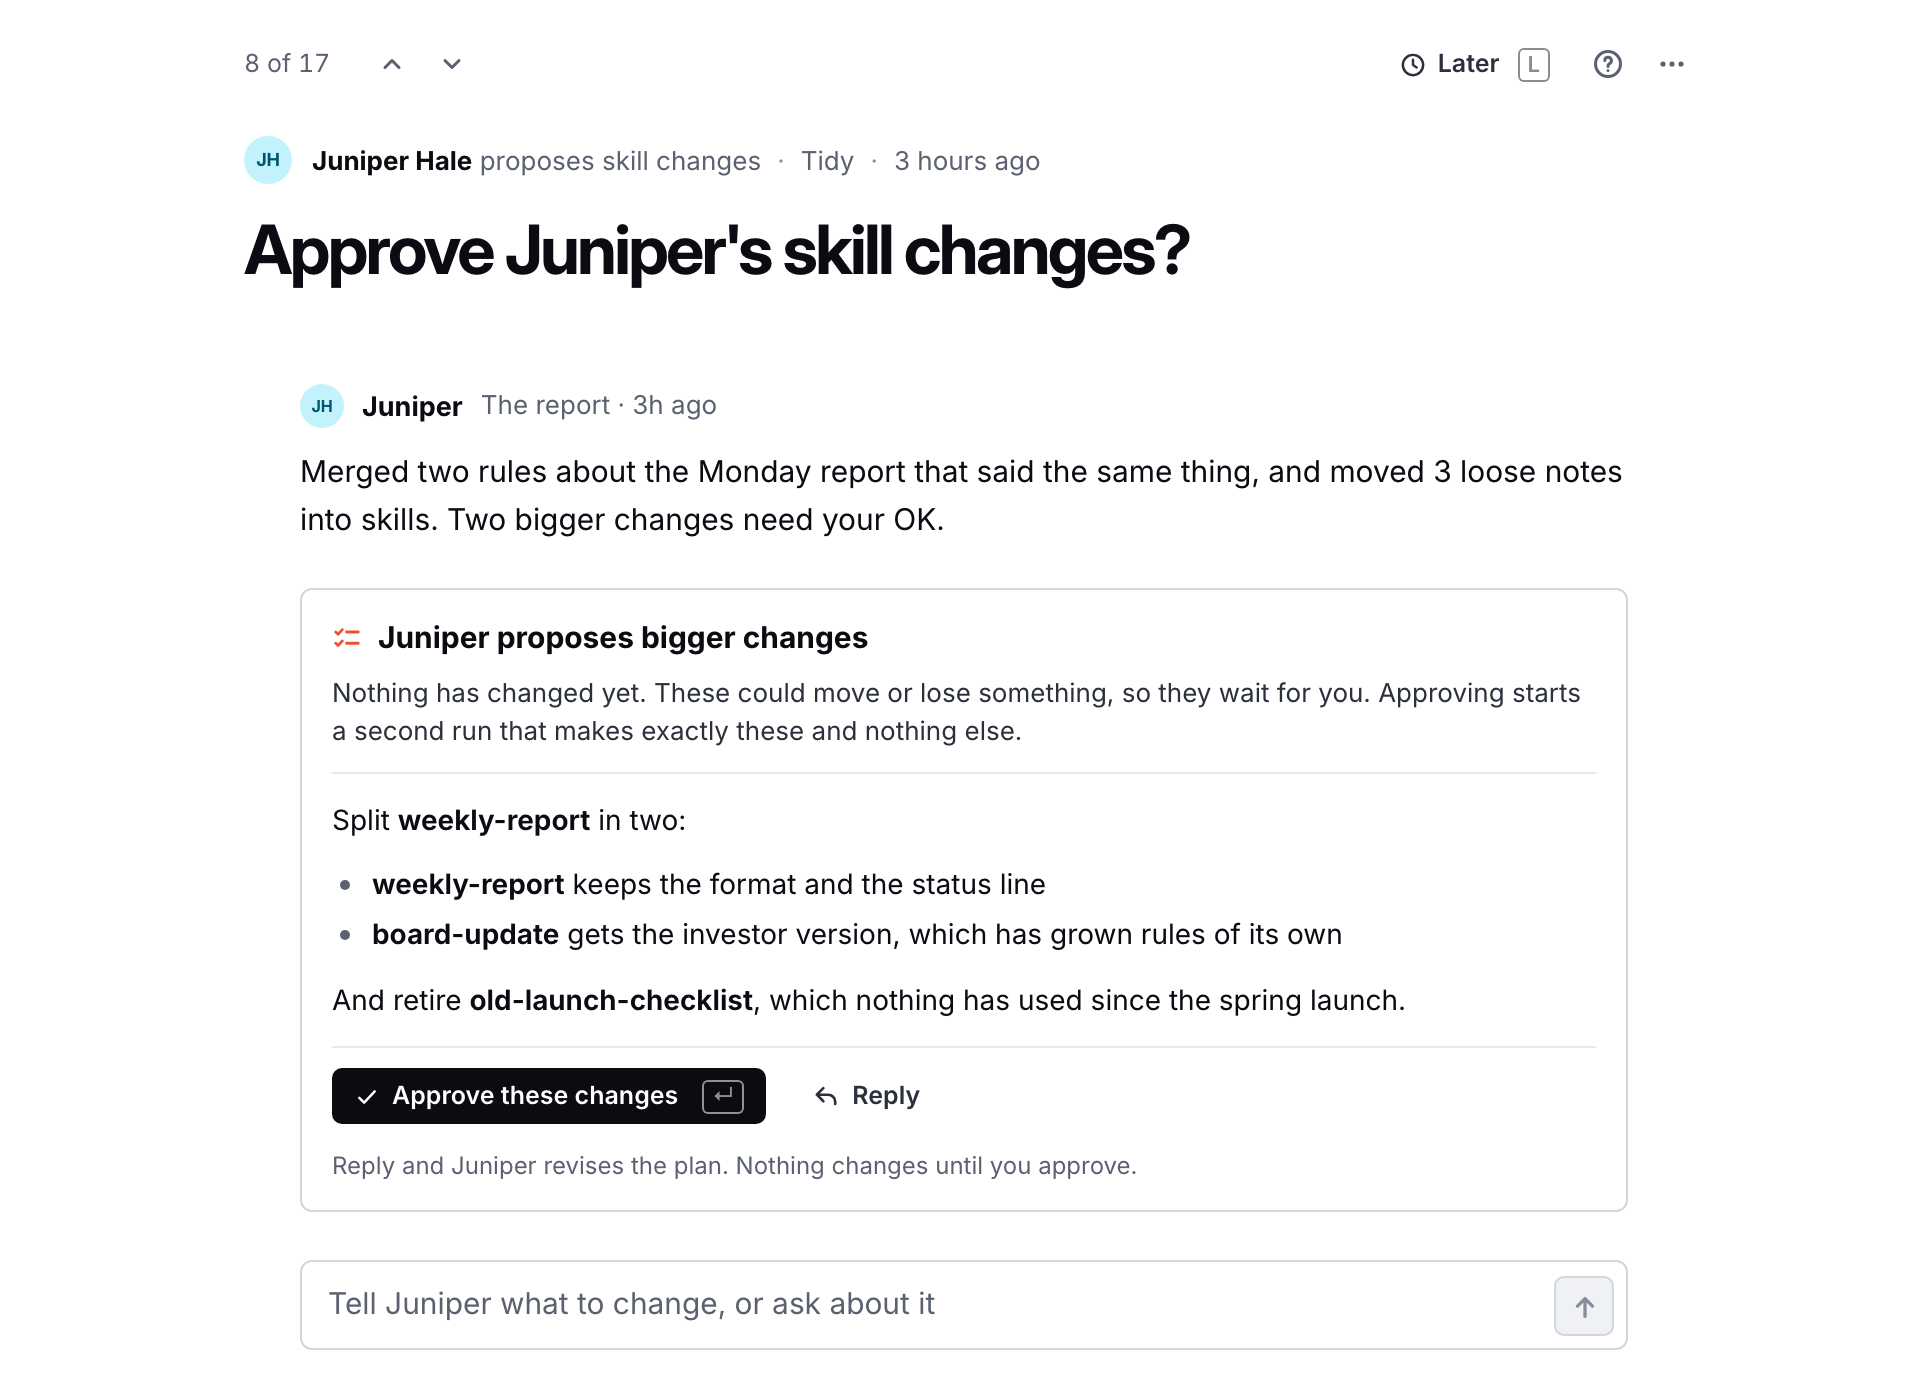 8 of 17
Later L
JH Juniper Hale proposes skill changes · Tidy · 3 hours ago
Approve Juniper's skill changes?
JH Juniper The report · 3h ago
Merged two rules about the Monday report that said the same thing, and moved 3 loose notes
into skills. Two bigger changes need your OK.
Juniper proposes bigger changes
Nothing has changed yet. These could move or lose something, so they wait for you. Approving starts
a second run that makes exactly these and nothing else.
Split weekly-report in two:
• weekly-report keeps the format and the status line
• board-update gets the investor version, which has grown rules of its own
And retire old-launch-checklist, which nothing has used since the spring launch.
Approve these changes Reply
Reply and Juniper revises the plan. Nothing changes until you approve.
Tell Juniper what to change, or ask about it